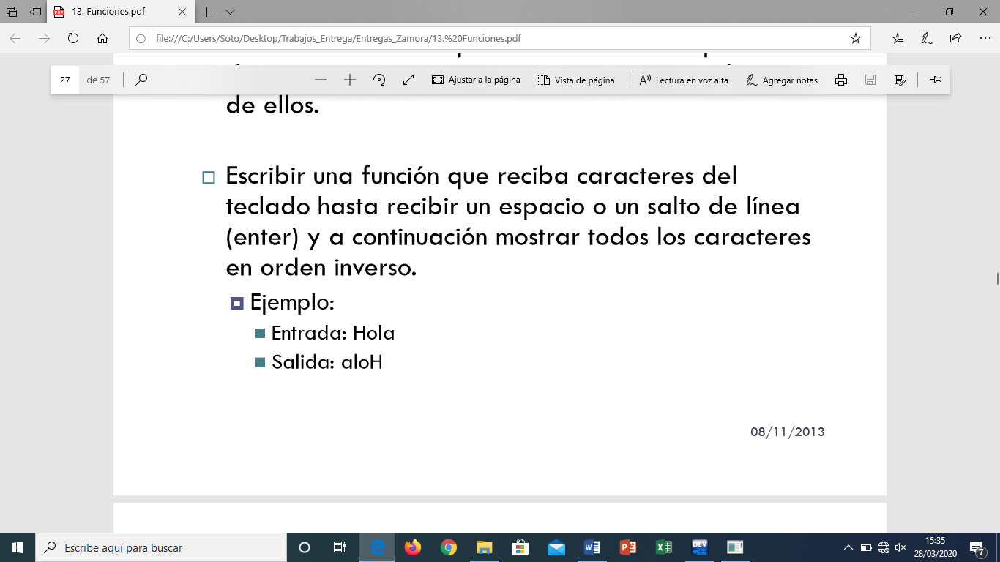 13. Funciones.pdf
file:///C:/Users/Soto/Desktop/Trabajos_Entrega/Entregas_Zamora/13.%20Funciones.pdf
27 de 57 Ajustar a la página Vista de página Lectura en voz alta Agregar notas
de ellos.
Escribir una función que reciba caracteres del
teclado hasta recibir un espacio o un salto de línea
(enter) y a continuación mostrar todos los caracteres
en orden inverso.
Ejemplo:
Entrada: Hola
Salida: aloH
08/11/2013
Escribe aquí para buscar
15:35
28/03/2020
7